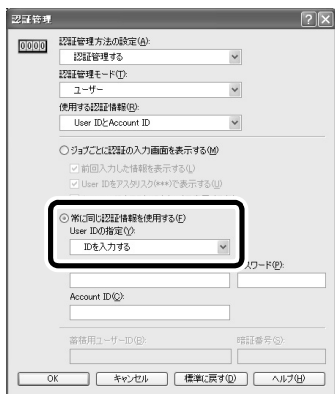 認証管理
0000
認証管理方法の設定(A):
認証管理する
認証管理モード(T):
ユーザー
使用する認証情報(R):
User IDとAccount ID
ジョブごとに認証の入力画面を表示する(M)
前回入力した情報を表示する(L)
User IDをアスタリスク(***)で表示する(U)
常に同じ認証情報を使用する(F)
User IDの指定(Y):
IDを入力する
スワード(P):
Account ID(C):
蓄積用ユーザーID(B):
暗証番号(S):
OK
キャンセル
標準に戻す(D)
ヘルプ(H)